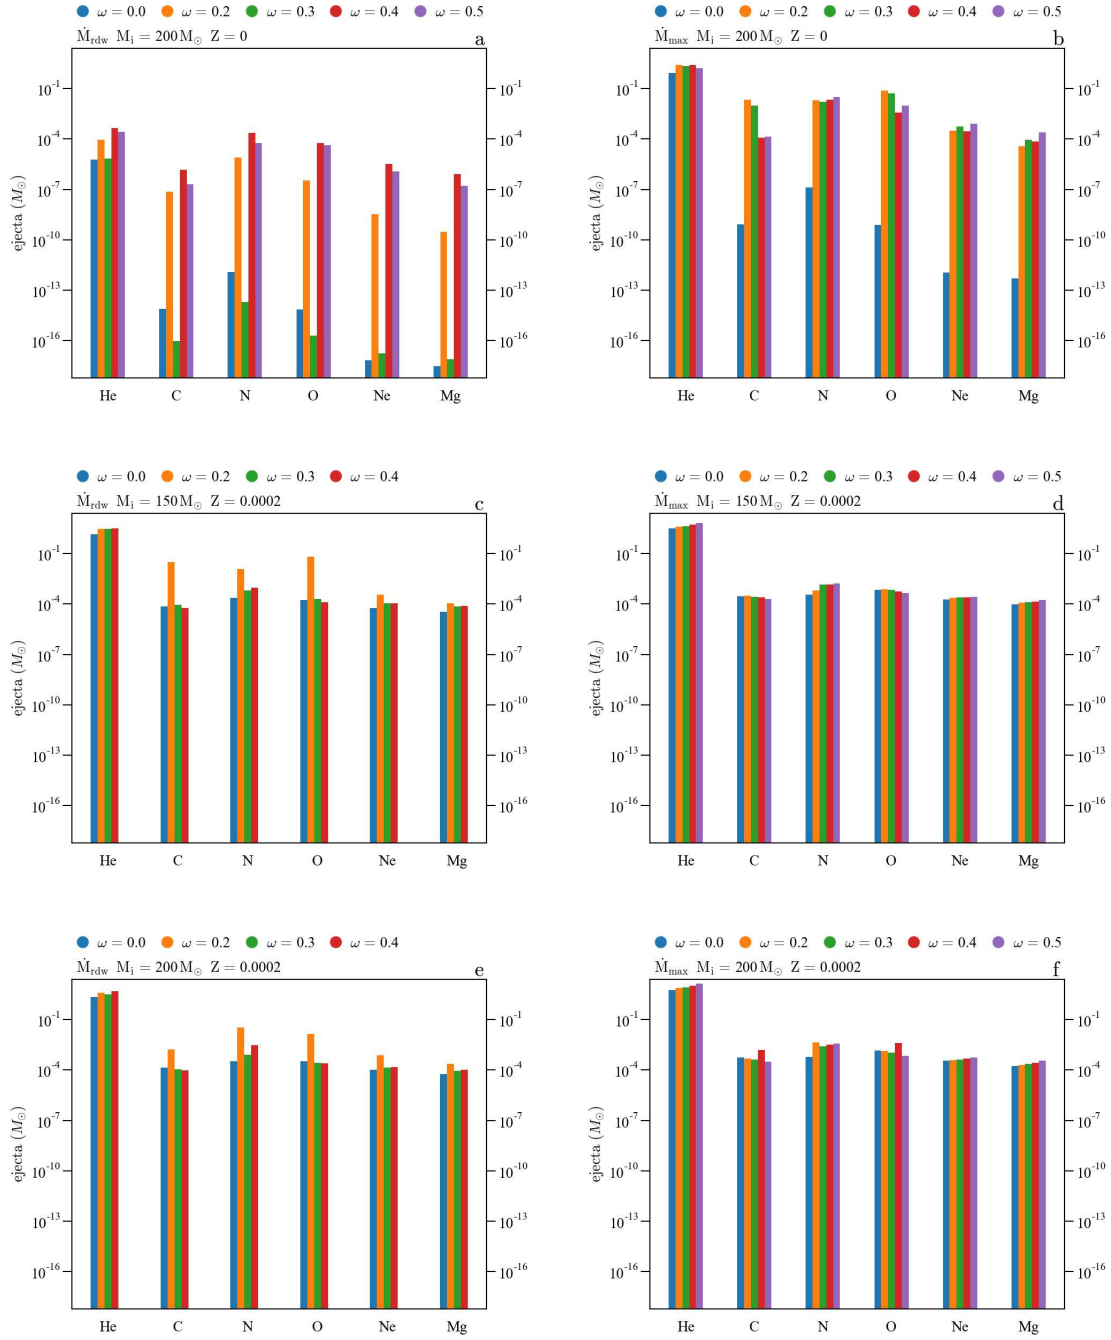 ω = 0.0 ω = 0.2 ω = 0.3 ω = 0.4 ω = 0.5
Ṁrdw Mi = 200 M⊙ Z = 0 a
10^-1 10^-1
10^-4 10^-4
10^-7 10^-7
10^-10 10^-10
10^-13 10^-13
10^-16 10^-16
ejecta (M⊙)
He C N O Ne Mg
ω = 0.0 ω = 0.2 ω = 0.3 ω = 0.4 ω = 0.5
Ṁmax Mi = 200 M⊙ Z = 0 b
10^-1 10^-1
10^-4 10^-4
10^-7 10^-7
10^-10 10^-10
10^-13 10^-13
10^-16 10^-16
ejecta (M⊙)
He C N O Ne Mg
ω = 0.0 ω = 0.2 ω = 0.3 ω = 0.4
Ṁrdw Mi = 150 M⊙ Z = 0.0002 c
10^-1 10^-1
10^-4 10^-4
10^-7 10^-7
10^-10 10^-10
10^-13 10^-13
10^-16 10^-16
ejecta (M⊙)
He C N O Ne Mg
ω = 0.0 ω = 0.2 ω = 0.3 ω = 0.4 ω = 0.5
Ṁmax Mi = 150 M⊙ Z = 0.0002 d
10^-1 10^-1
10^-4 10^-4
10^-7 10^-7
10^-10 10^-10
10^-13 10^-13
10^-16 10^-16
ejecta (M⊙)
He C N O Ne Mg
ω = 0.0 ω = 0.2 ω = 0.3 ω = 0.4
Ṁrdw Mi = 200 M⊙ Z = 0.0002 e
10^-1 10^-1
10^-4 10^-4
10^-7 10^-7
10^-10 10^-10
10^-13 10^-13
10^-16 10^-16
ejecta (M⊙)
He C N O Ne Mg
ω = 0.0 ω = 0.2 ω = 0.3 ω = 0.4 ω = 0.5
Ṁmax Mi = 200 M⊙ Z = 0.0002 f
10^-1 10^-1
10^-4 10^-4
10^-7 10^-7
10^-10 10^-10
10^-13 10^-13
10^-16 10^-16
ejecta (M⊙)
He C N O Ne Mg